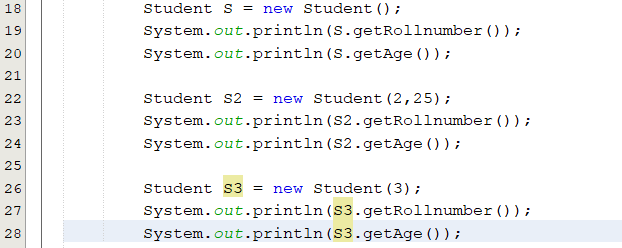 18 Student S = new Student();
19 System.out.println(S.getRollnumber());
20 System.out.println(S.getAge());
21
22 Student S2 = new Student(2,25);
23 System.out.println(S2.getRollnumber());
24 System.out.println(S2.getAge());
25
26 Student S3 = new Student(3);
27 System.out.println(S3.getRollnumber());
28 System.out.println(S3.getAge());